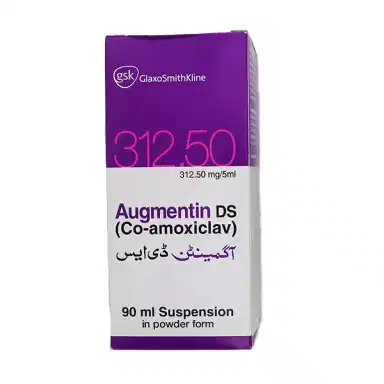 gsk GlaxoSmithKline
312.50
312.50 mg/5ml
Augmentin DS
(Co-amoxiclav)
آگمینٹن ڈی ایس
90 ml Suspension
in powder form